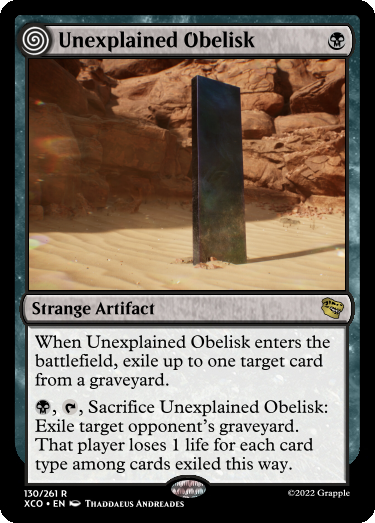 Unexplained Obelisk
Strange Artifact
When Unexplained Obelisk enters the
battlefield, exile up to one target card
from a graveyard.
, , Sacrifice Unexplained Obelisk:
Exile target opponent's graveyard.
That player loses 1 life for each card
type among cards exiled this way.
130/261 R
XCO • EN Thaddaeus Andreades
©2022 Grapple